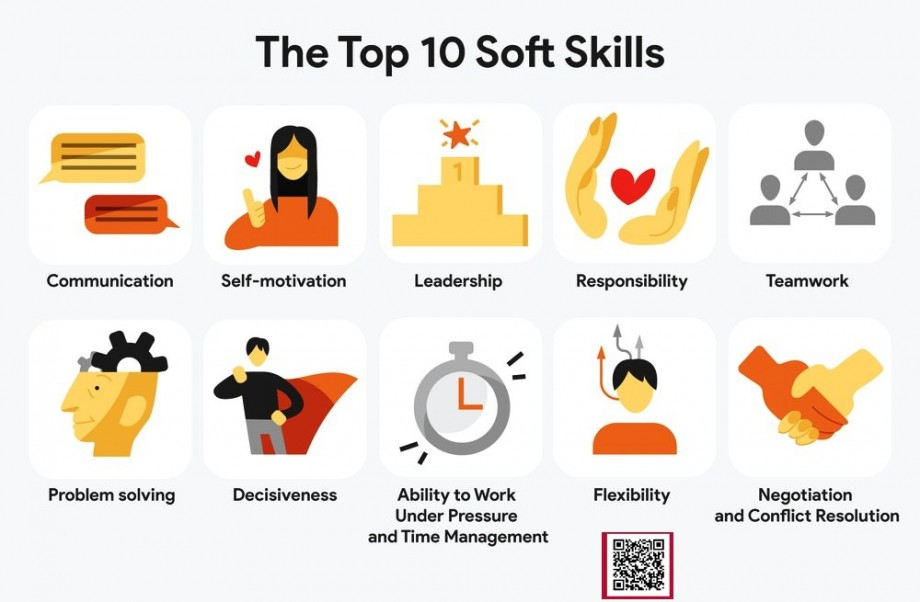 The Top 10 Soft Skills
1
Communication
Self-motivation
Leadership
Responsibility
Teamwork
Problem solving
Decisiveness
Ability to Work
Under Pressure
and Time Management
Flexibility
Negotiation
and Conflict Resolution